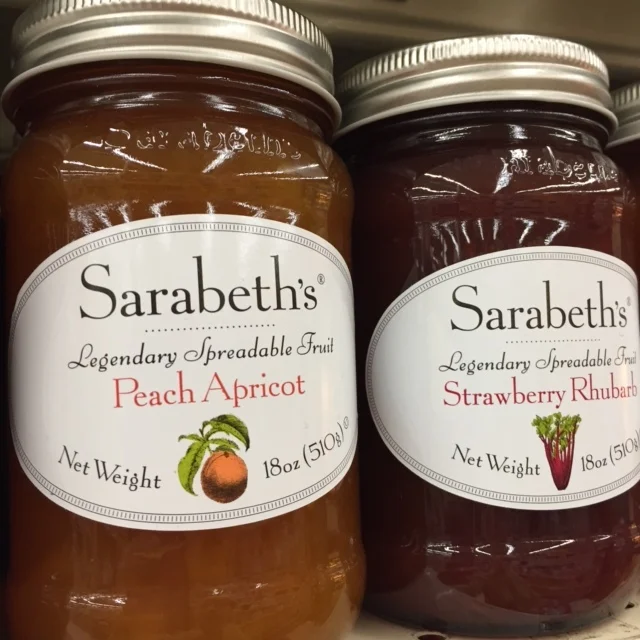 Sarabeth's®
Legendary Spreadable Fruit
Peach Apricot
Net Weight 18oz (510g)
Sarabeth's®
Legendary Spreadable Fruit
Strawberry Rhubarb
Net Weight 18oz (510g)